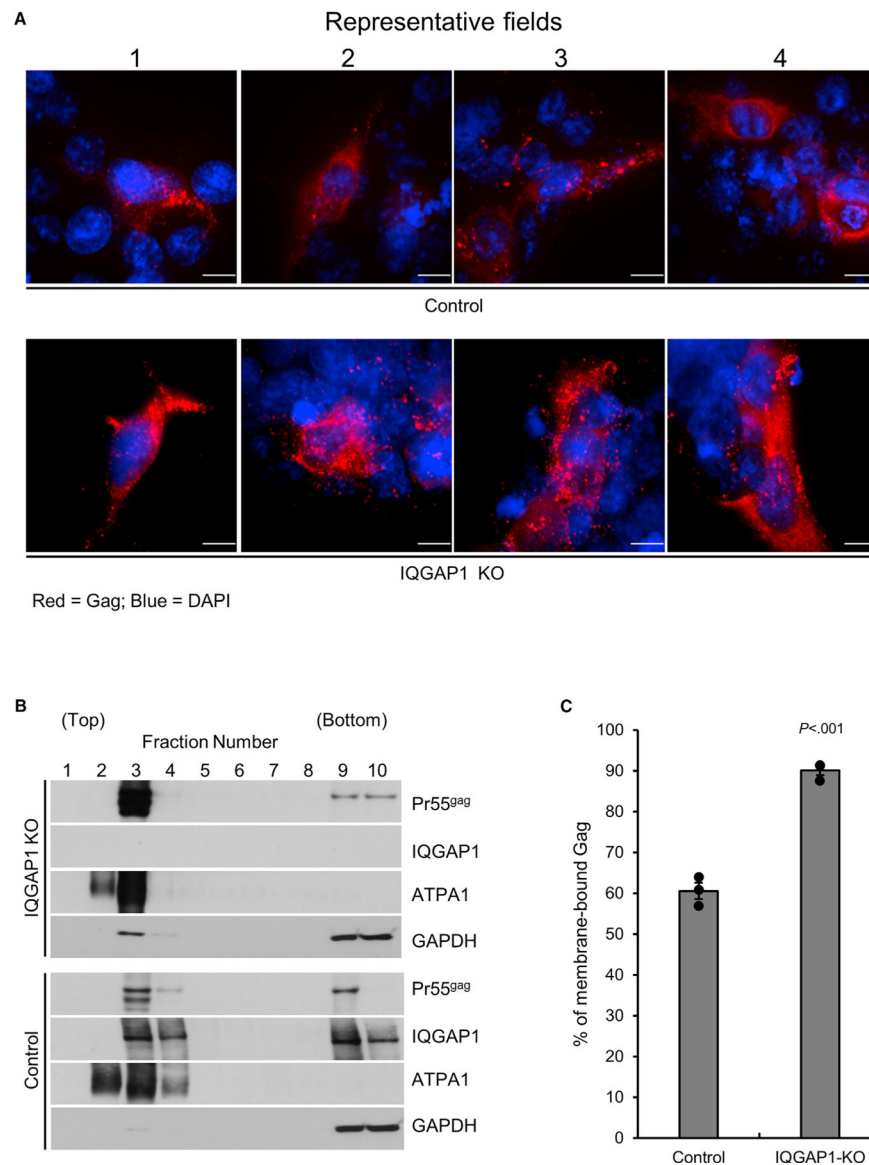 A
Representative fields
1 2 3 4
Control
IQGAP1 KO
Red = Gag; Blue = DAPI
B
(Top) (Bottom)
Fraction Number
1 2 3 4 5 6 7 8 9 10
IQGAP1 KO
Pr55gag
IQGAP1
ATPA1
GAPDH
Control
Pr55gag
IQGAP1
ATPA1
GAPDH
C
% of membrane-bound Gag
100
90
80
70
60
50
40
30
20
10
0
P<.001
Control IQGAP1-KO